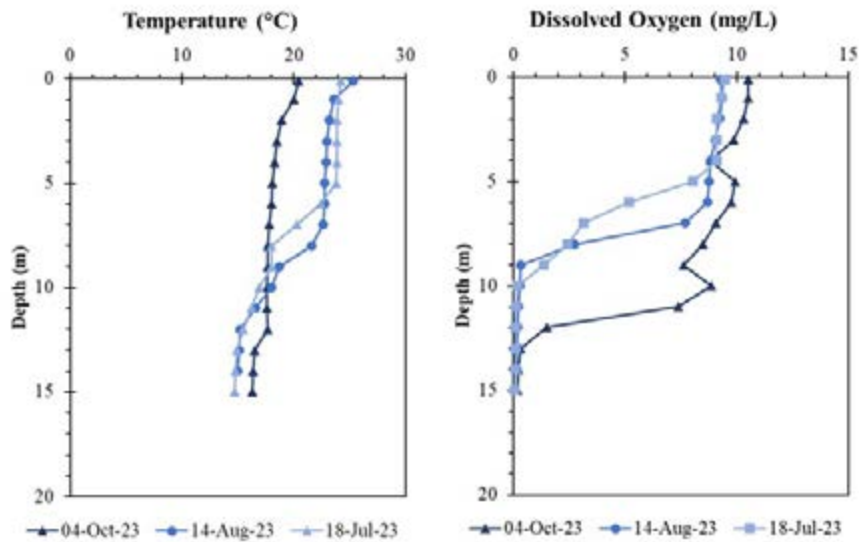 Temperature (°C)
0 10 20 30
0
5
10
15
20
Depth (m)
04-Oct-23 14-Aug-23 18-Jul-23
Dissolved Oxygen (mg/L)
0 5 10 15
0
5
10
15
20
Depth (m)
04-Oct-23 14-Aug-23 18-Jul-23